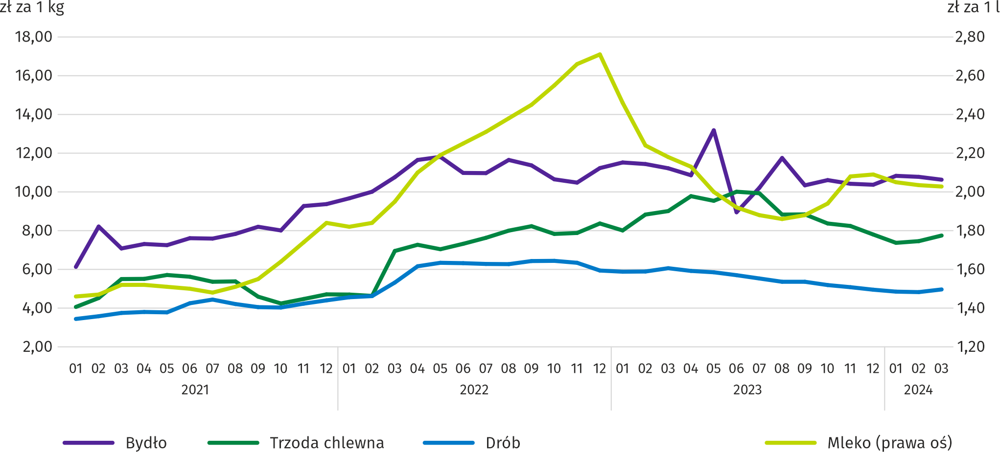 zł za 1 kg zł za 1 l
18,00 2,80
16,00 2,60
14,00 2,40
12,00 2,20
10,00 2,00
8,00 1,80
6,00 1,60
4,00 1,40
2,00 1,20
01 02 03 04 05 06 07 08 09 10 11 12 01 02 03 04 05 06 07 08 09 10 11 12 01 02 03 04 05 06 07 08 09 10 11 12 01 02 03
2021 2022 2023 2024
Bydło Trzoda chlewna Drób Mleko (prawa oś)